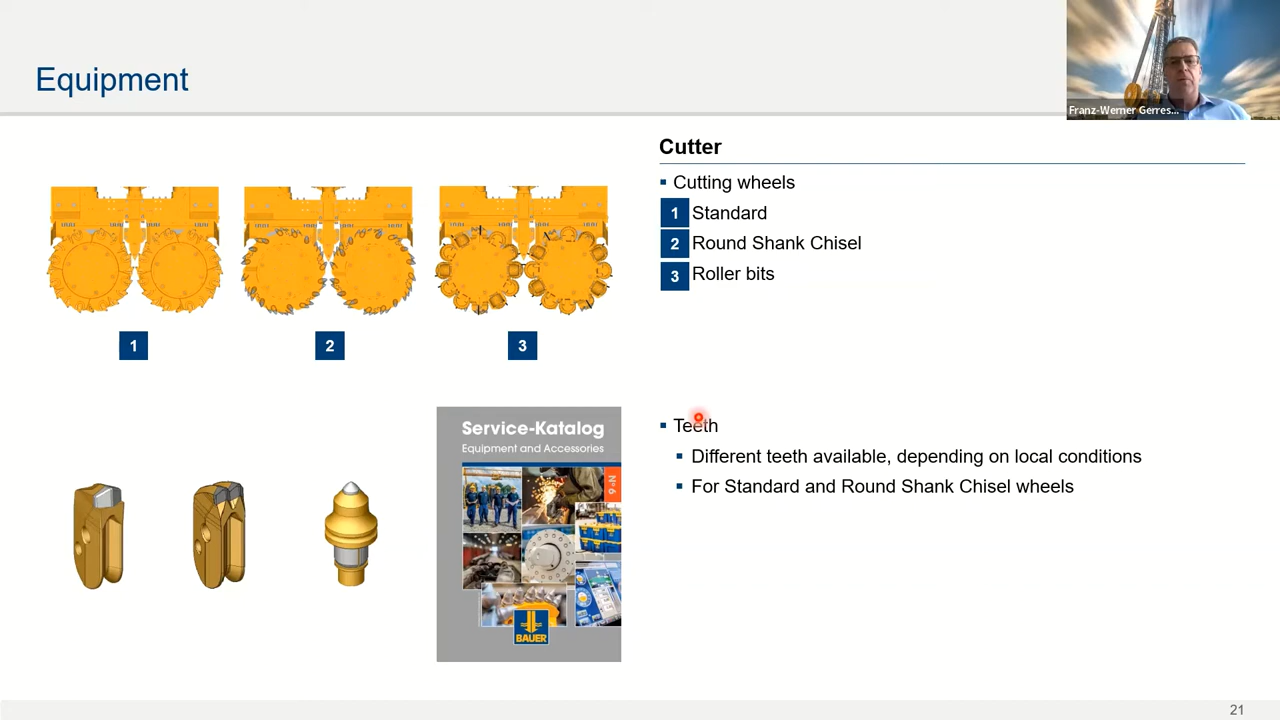 Equipment
Franz-Werner Gerres...
Cutter
Cutting wheels
1 Standard
2 Round Shank Chisel
3 Roller bits
1
2
3
Service-Katalog
Equipment and Accessories
N°9
BAUER
Teeth
Different teeth available, depending on local conditions
For Standard and Round Shank Chisel wheels
21